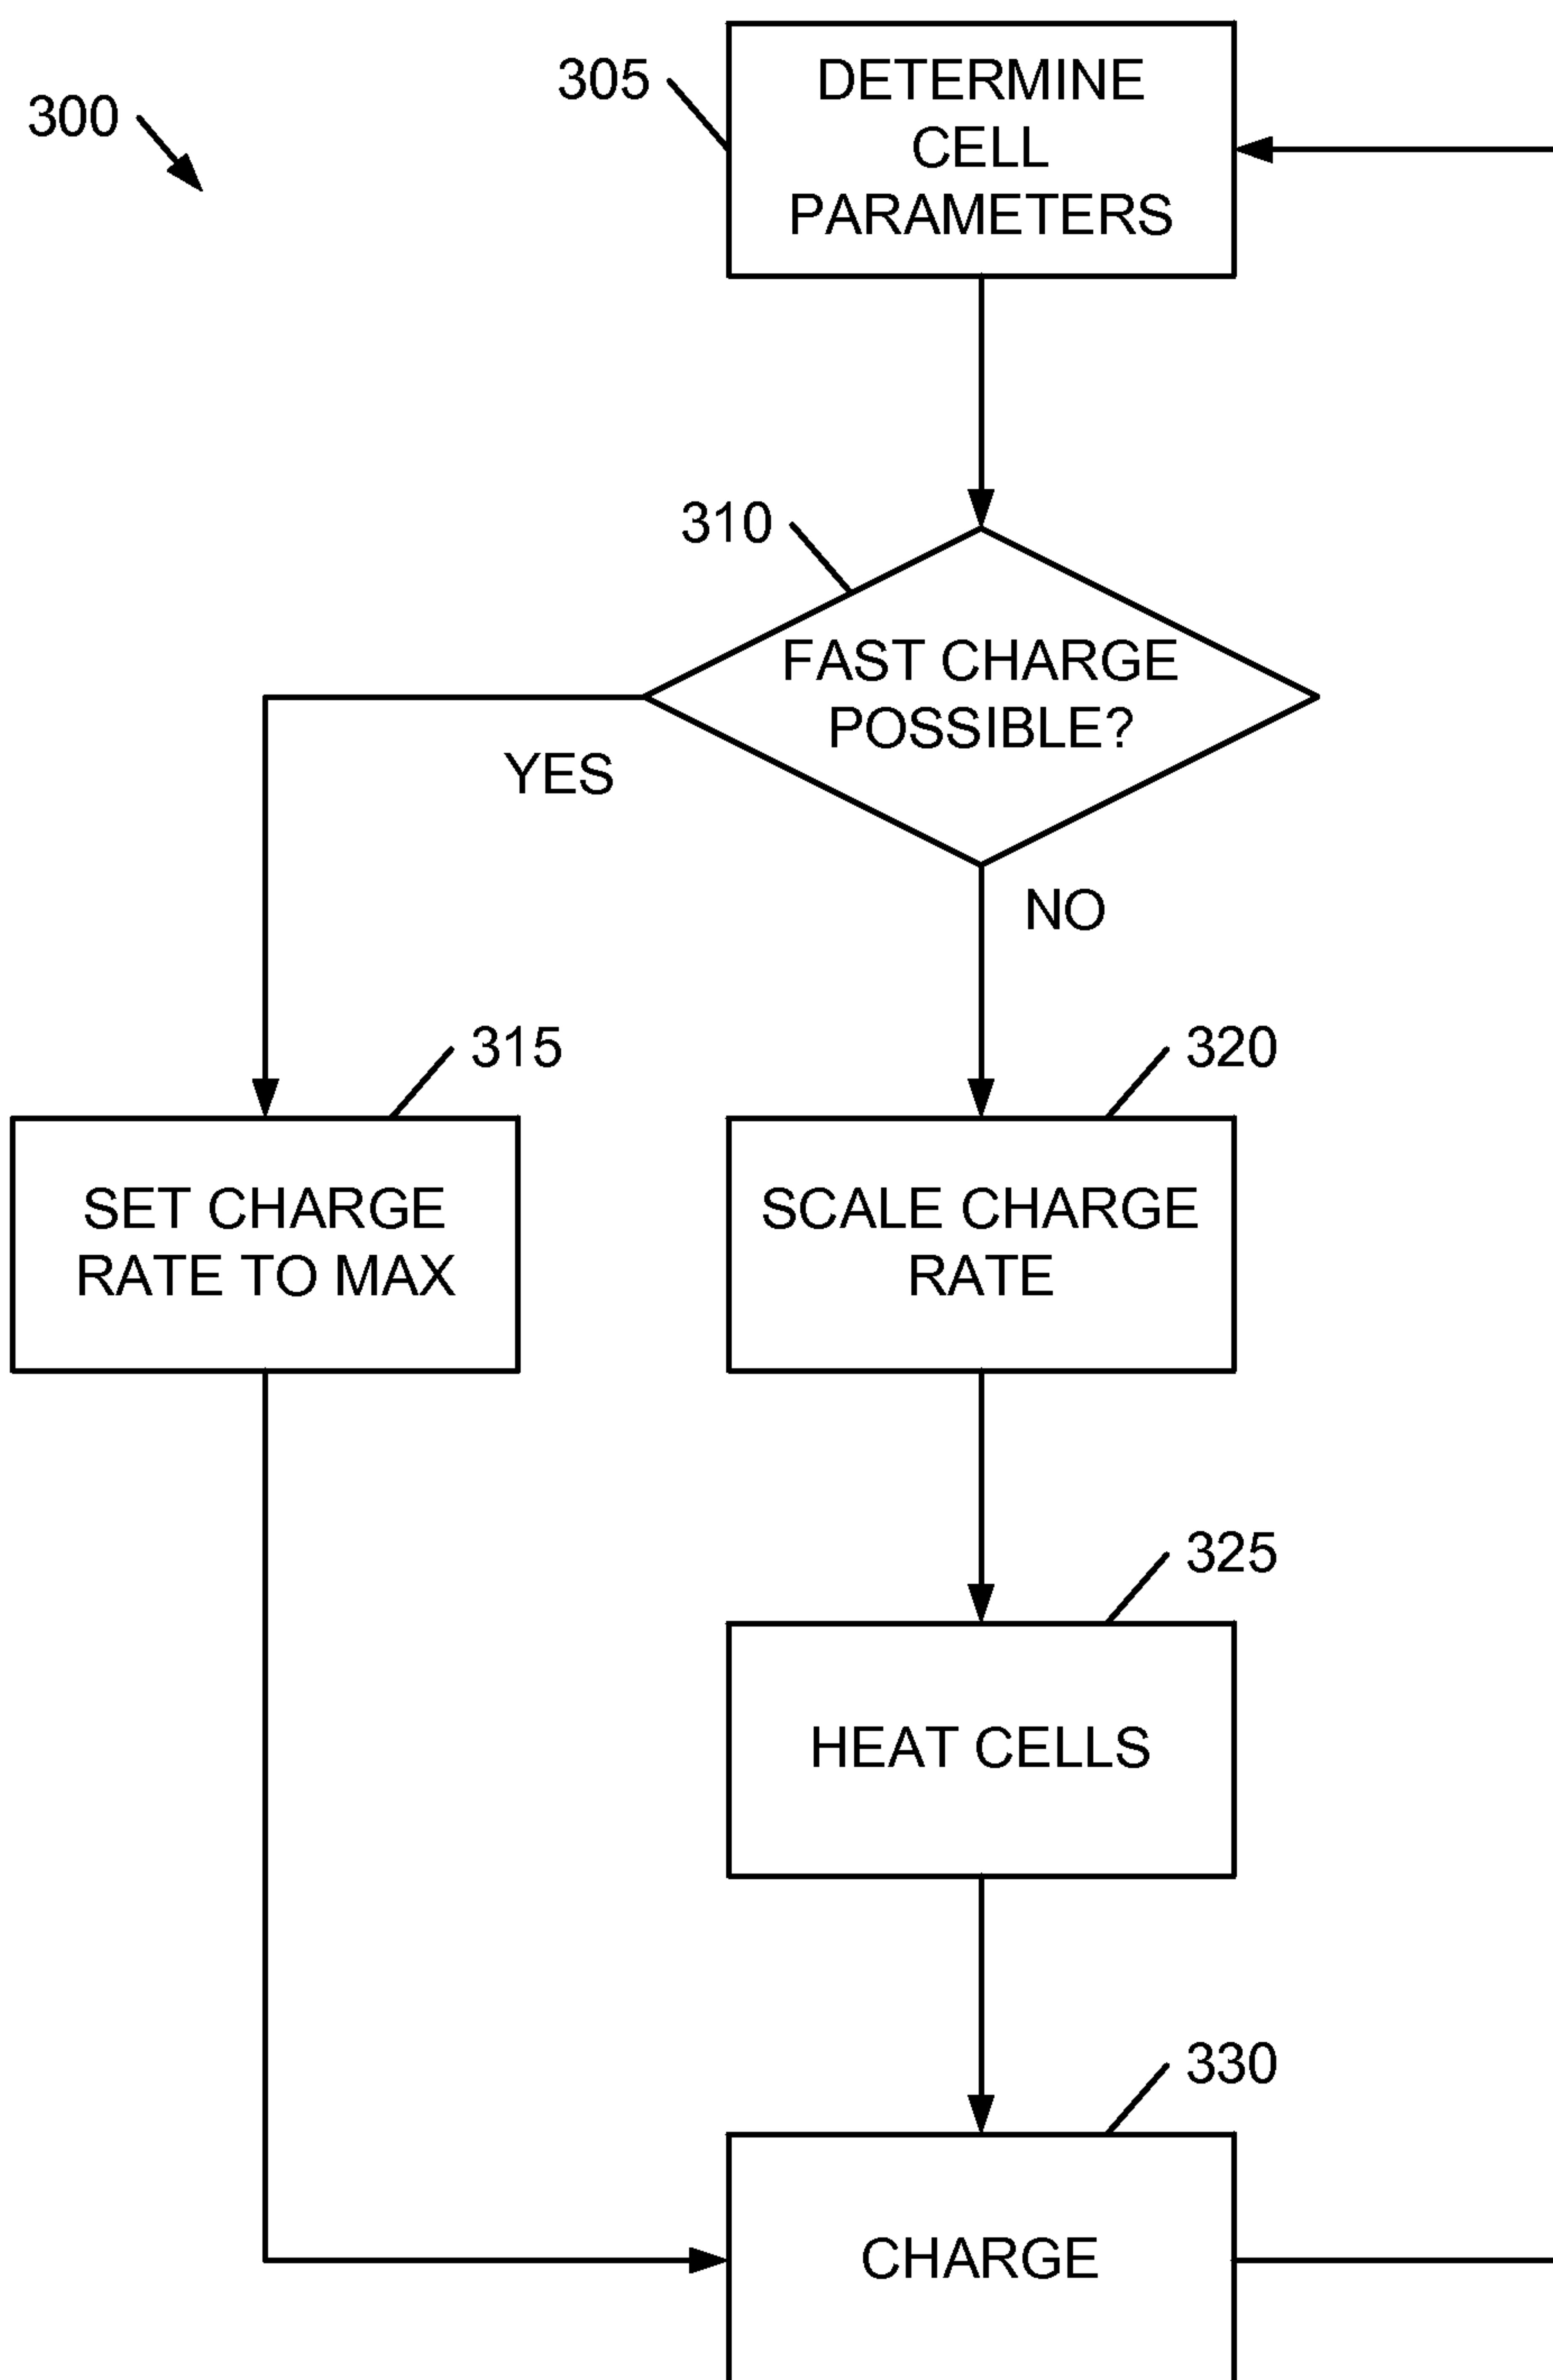 300
305
DETERMINE
CELL
PARAMETERS
310
FAST CHARGE
POSSIBLE?
YES
NO
315
SET CHARGE
RATE TO MAX
320
SCALE CHARGE
RATE
325
HEAT CELLS
330
CHARGE